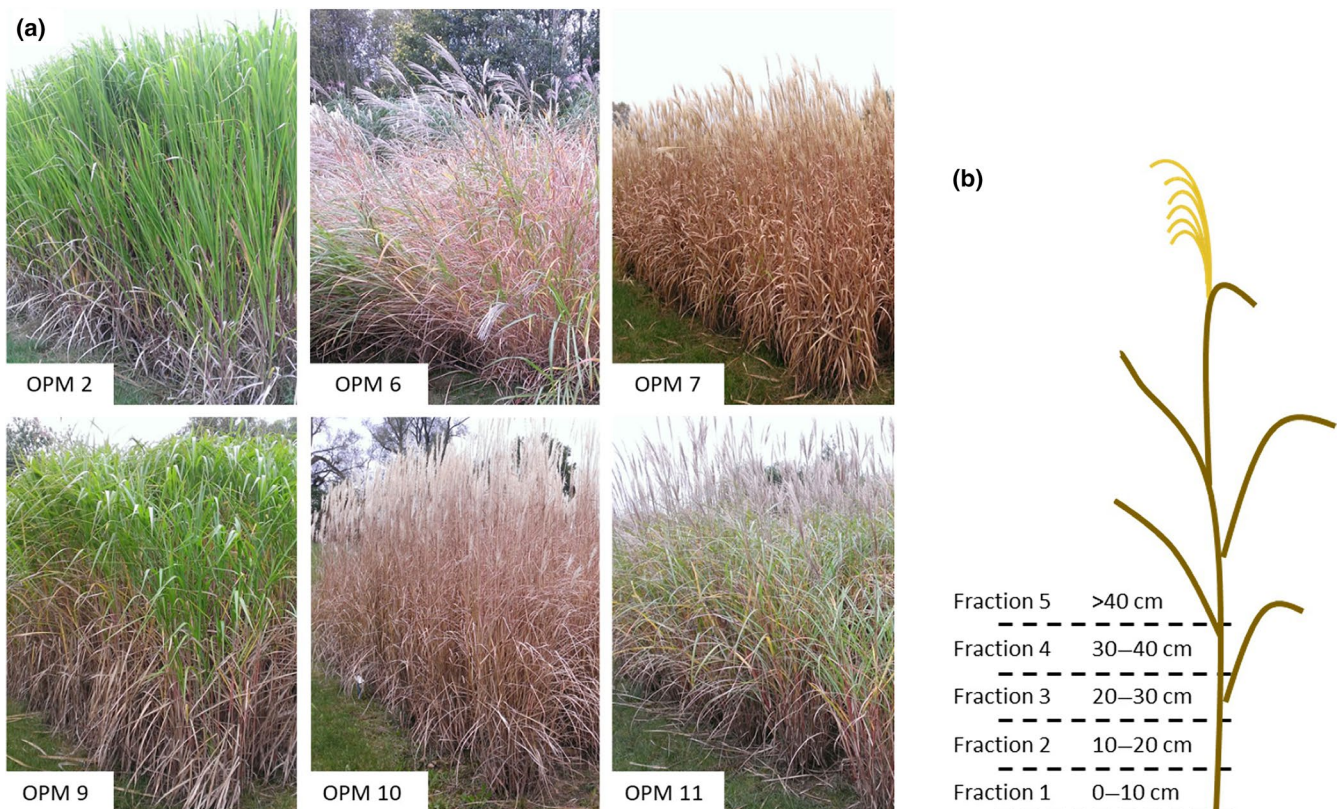 (a)
OPM 2
OPM 6
OPM 7
OPM 9
OPM 10
OPM 11
(b)
Fraction 5 >40 cm
Fraction 4 30–40 cm
Fraction 3 20–30 cm
Fraction 2 10–20 cm
Fraction 1 0–10 cm